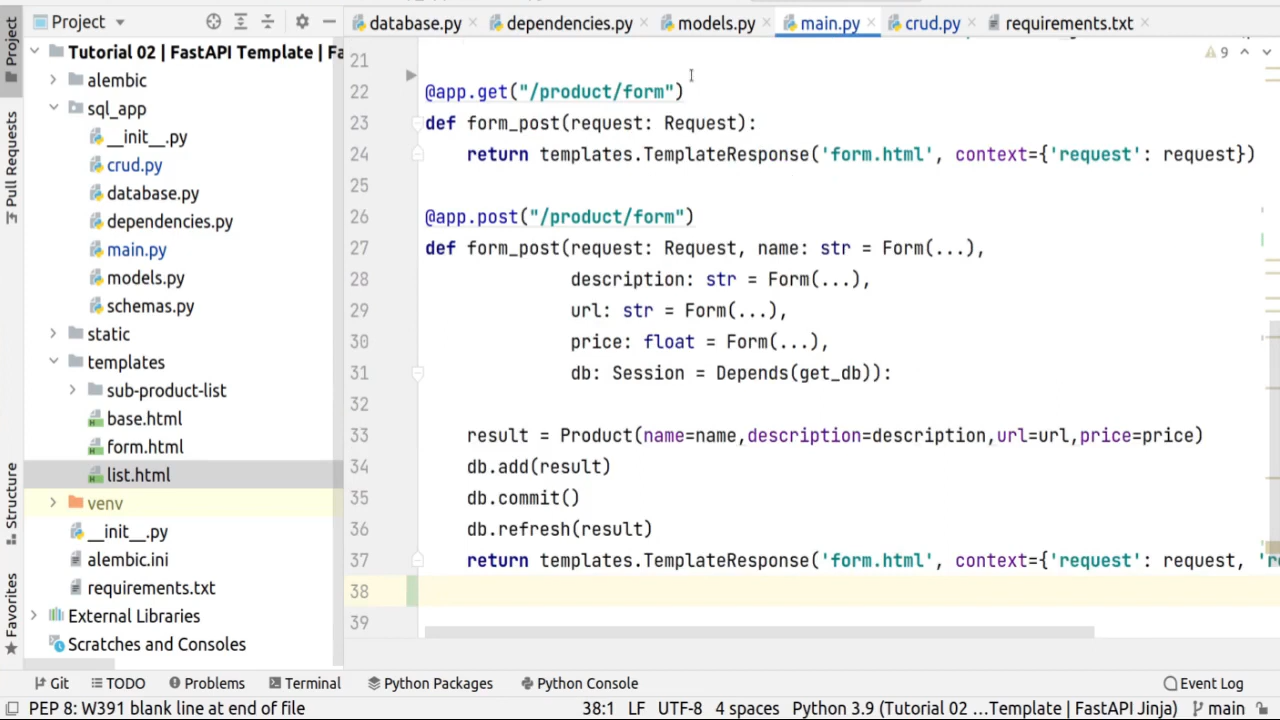 Project
database.py
dependencies.py
models.py
main.py
crud.py
requirements.txt
Project
Pull Requests
Structure
Favorites
Tutorial 02 | FastAPI Template | Fa
alembic
sql_app
__init__.py
crud.py
database.py
dependencies.py
main.py
models.py
schemas.py
static
templates
sub-product-list
base.html
form.html
list.html
venv
__init__.py
alembic.ini
requirements.txt
External Libraries
Scratches and Consoles
9
21
22 @app.get("/product/form")
23 def form_post(request: Request):
24 return templates.TemplateResponse('form.html', context={'request': request})
25
26 @app.post("/product/form")
27 def form_post(request: Request, name: str = Form(...),
28 description: str = Form(...),
29 url: str = Form(...),
30 price: float = Form(...),
31 db: Session = Depends(get_db)):
32
33 result = Product(name=name,description=description,url=url,price=price)
34 db.add(result)
35 db.commit()
36 db.refresh(result)
37 return templates.TemplateResponse('form.html', context={'request': request, 're
38
39
Git TODO Problems Terminal Python Packages Python Console Event Log
PEP 8: W391 blank line at end of file 38:1 LF UTF-8 4 spaces Python 3.9 (Tutorial 02 ...Template | FastAPI Jinja) main